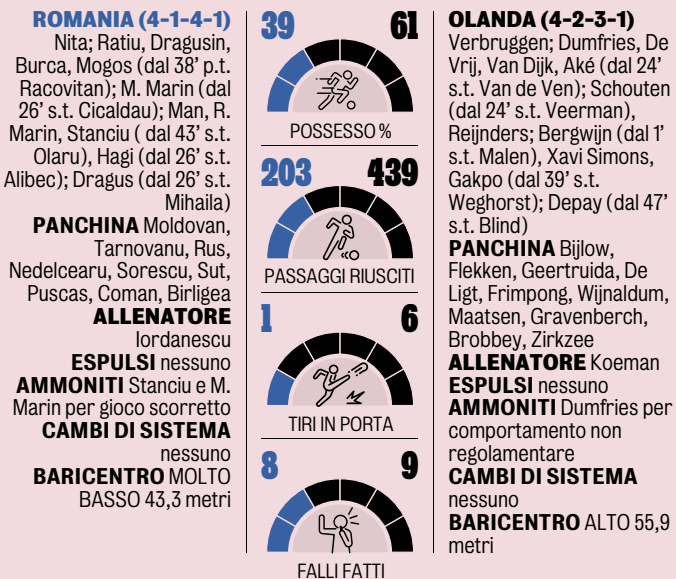 ROMANIA (4-1-4-1)
Nita; Ratiu, Dragusin,
Burca, Mogos (dal 38' p.t.
Racovitan); M. Marin (dal
26' s.t. Cicaldau); Man, R.
Marin, Stanciu ( dal 43' s.t.
Olaru), Hagi (dal 26' s.t.
Alibec); Dragus (dal 26' s.t.
Mihaila)
PANCHINA Moldovan,
Tarnovanu, Rus,
Nedelcearu, Sorescu, Sut,
Puscas, Coman, Birligea
ALLENATORE
Iordanescu
ESPULSI nessuno
AMMONITI Stanciu e M.
Marin per gioco scorretto
CAMBI DI SISTEMA
nessuno
BARICENTRO MOLTO
BASSO 43,3 metri
39 61
POSSESSO %
203 439
PASSAGGI RIUSCITI
1 6
TIRI IN PORTA
8 9
FALLI FATTI
OLANDA (4-2-3-1)
Verbruggen; Dumfries, De
Vrij, Van Dijk, Aké (dal 24'
s.t. Van de Ven); Schouten
(dal 24' s.t. Veerman),
Reijnders; Bergwijn (dal 1'
s.t. Malen), Xavi Simons,
Gakpo (dal 39' s.t.
Weghorst); Depay (dal 47'
s.t. Blind)
PANCHINA Bijlow,
Flekken, Geertruida, De
Ligt, Frimpong, Wijnaldum,
Maatsen, Gravenberch,
Brobbey, Zirkzee
ALLENATORE Koeman
ESPULSI nessuno
AMMONITI Dumfries per
comportamento non
regolamentare
CAMBI DI SISTEMA
nessuno
BARICENTRO ALTO 55,9
metri